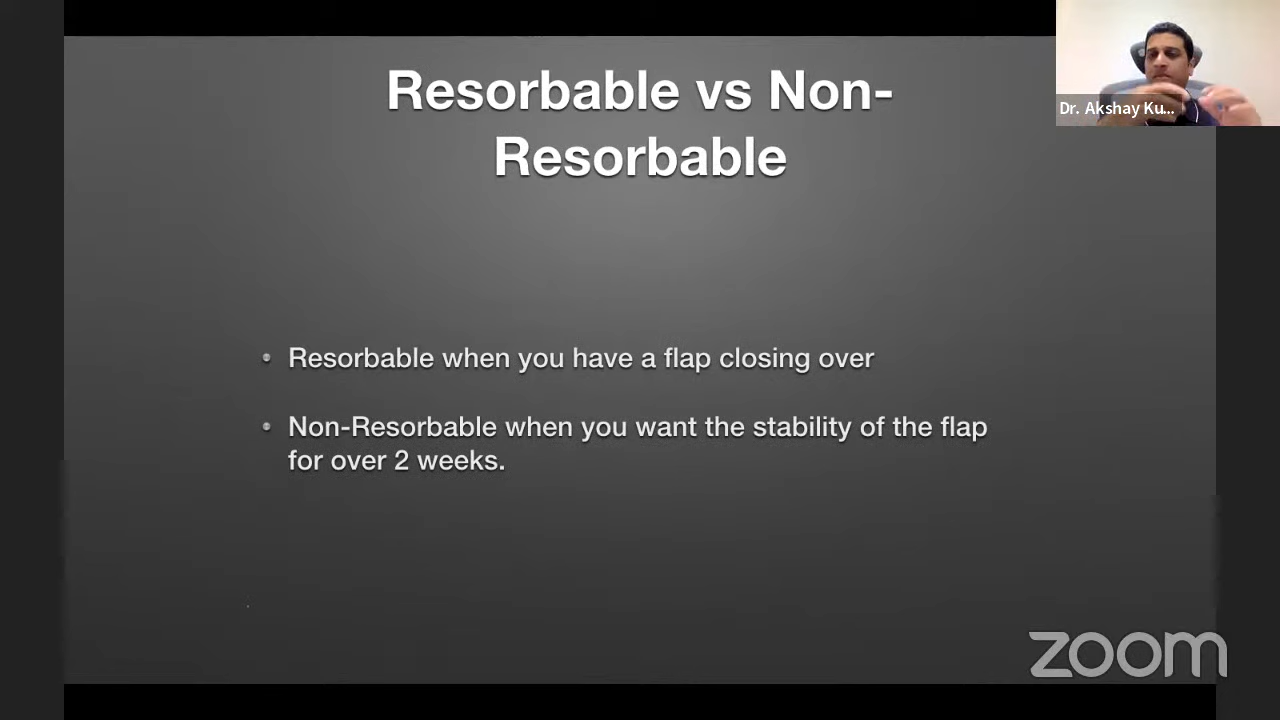 Resorbable vs Non-
Resorbable
Dr. Akshay Ku...
• Resorbable when you have a flap closing over
• Non-Resorbable when you want the stability of the flap
for over 2 weeks.
zoom